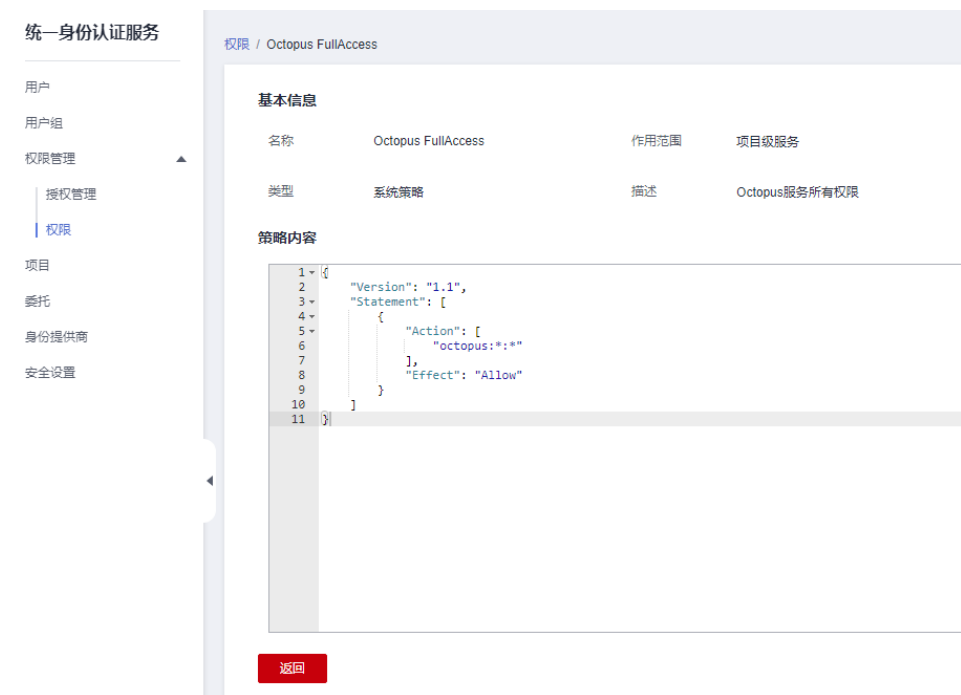 统一身份认证服务
用户
用户组
权限管理
授权管理
权限
项目
委托
身份提供商
安全设置
权限 / Octopus FullAccess
基本信息
名称 Octopus FullAccess 作用范围 项目级服务
类型 系统策略 描述 Octopus服务所有权限
策略内容
1 {
2 "Version": "1.1",
3 "Statement": [
4 {
5 "Action": [
6 "octopus:*:*"
7 ],
8 "Effect": "Allow"
9 }
10 ]
11 }
返回